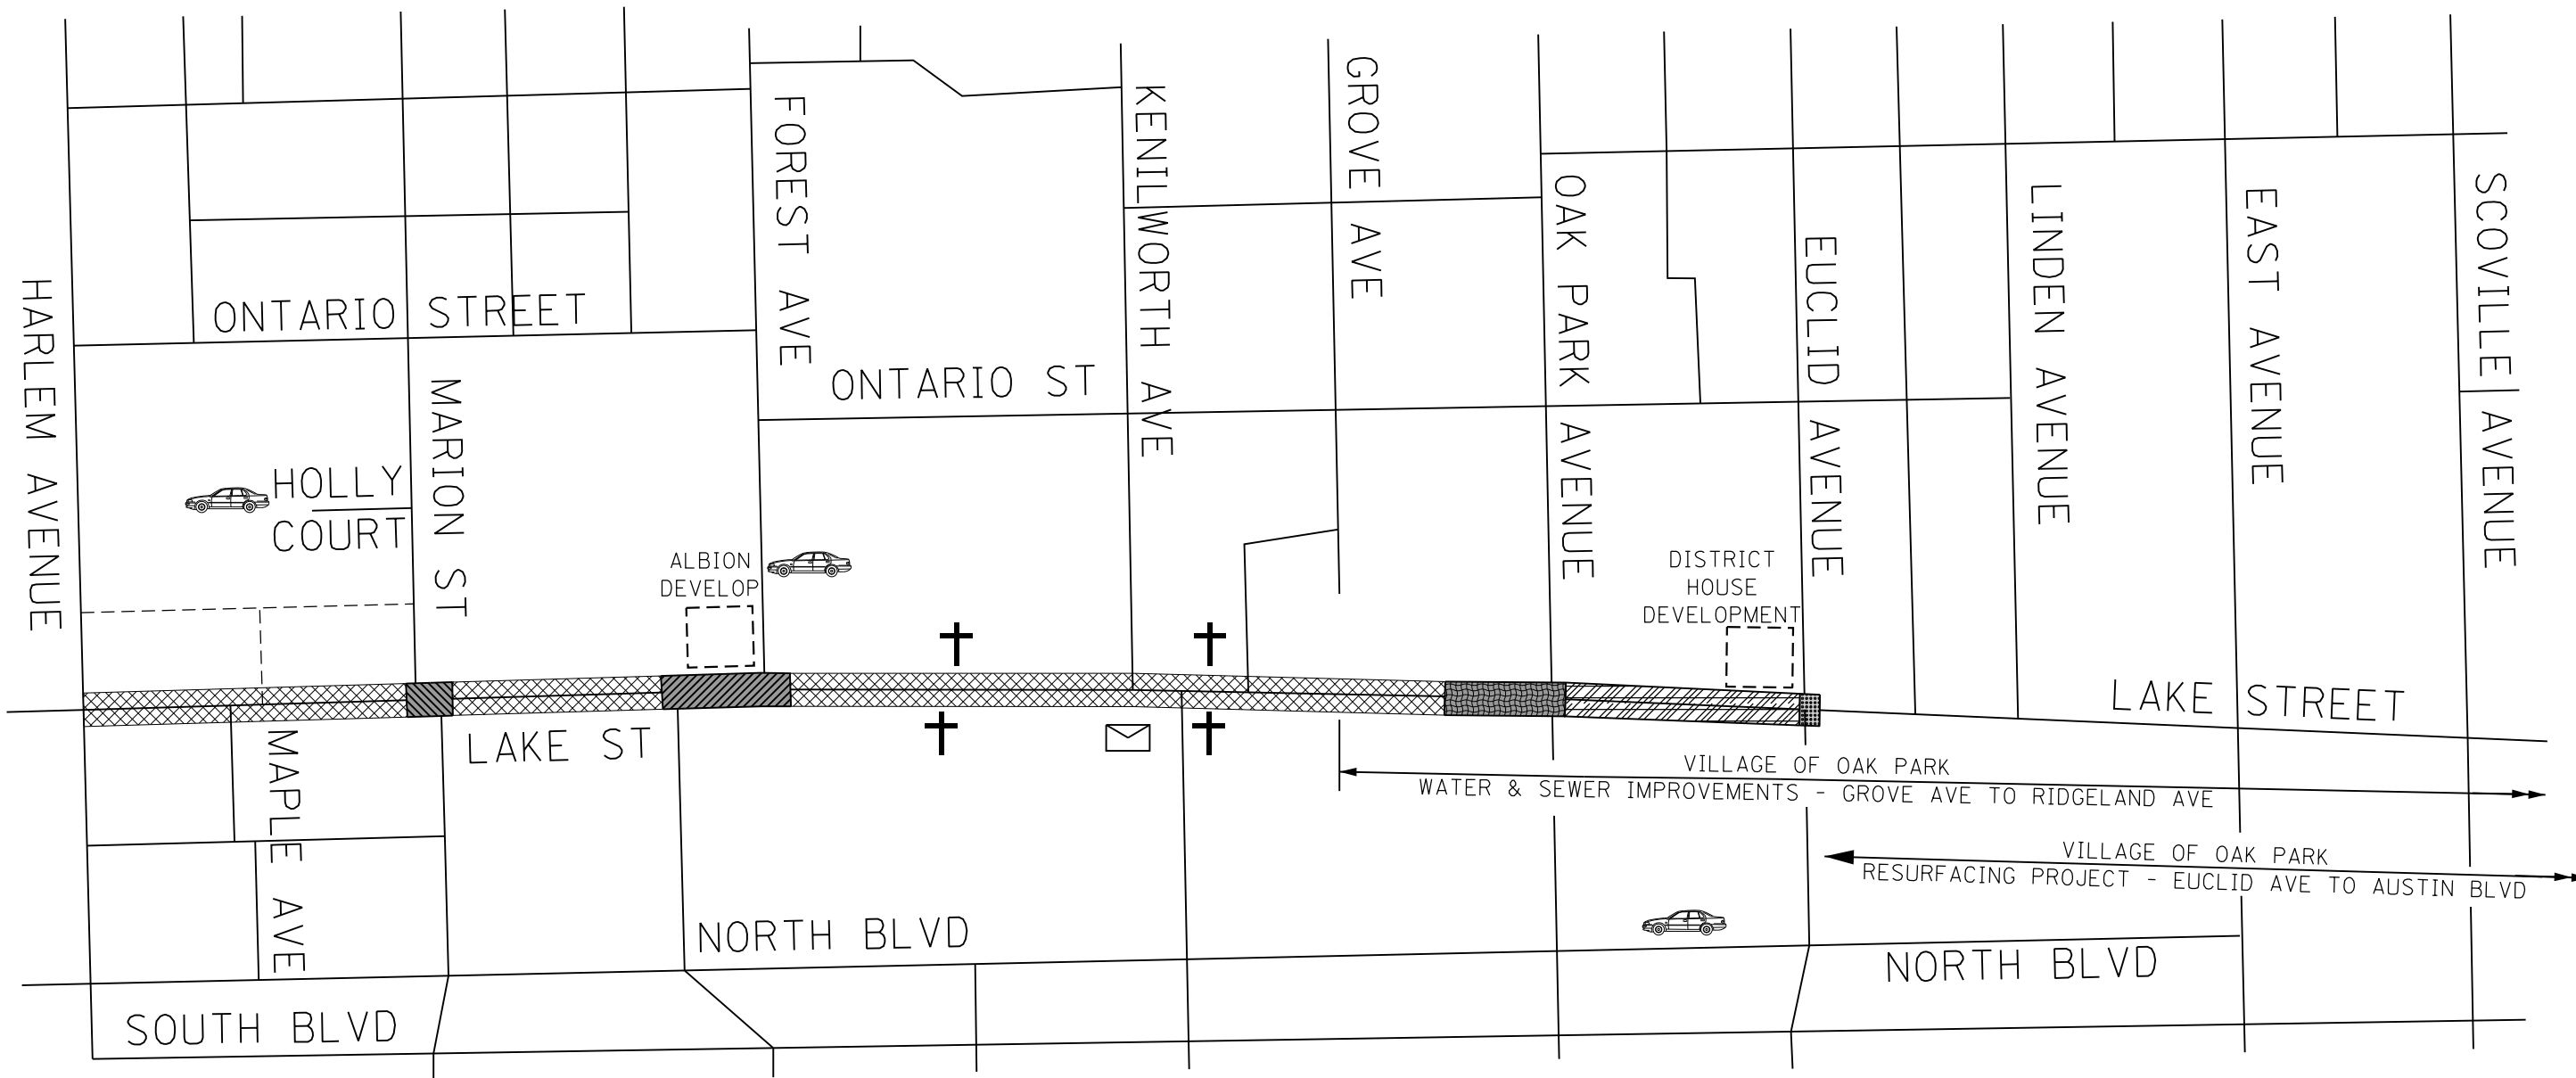 HARLEM AVENUE
ONTARIO STREET
HOLLY
COURT
MARION ST
FOREST AVE
ONTARIO ST
KENILWORTH AVE
GROVE AVE
OAK PARK AVENUE
EUCLID AVENUE
LINDEN AVENUE
EAST AVENUE
SCOVILLE AVENUE
ALBION
DEVELOP
DISTRICT
HOUSE
DEVELOPMENT
LAKE ST
LAKE STREET
MAPLE AVE
VILLAGE OF OAK PARK
WATER & SEWER IMPROVEMENTS - GROVE AVE TO RIDGELAND AVE
VILLAGE OF OAK PARK
RESURFACING PROJECT - EUCLID AVE TO AUSTIN BLVD
NORTH BLVD
NORTH BLVD
SOUTH BLVD